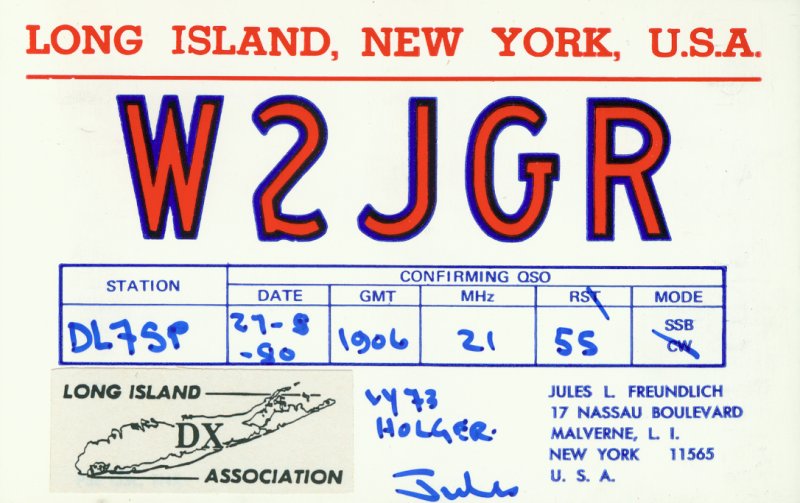 LONG ISLAND, NEW YORK, U.S.A.
W2JGR
STATION
CONFIRMING QSO
DATE GMT MHz RST MODE
DL7SP 27-8 1906 21 55 SSB
-80 CW
LONG ISLAND
DX
ASSOCIATION
VY 73
HOLGER.
Jules
JULES L. FREUNDLICH
17 NASSAU BOULEVARD
MALVERNE, L. I.
NEW YORK 11565
U. S. A.